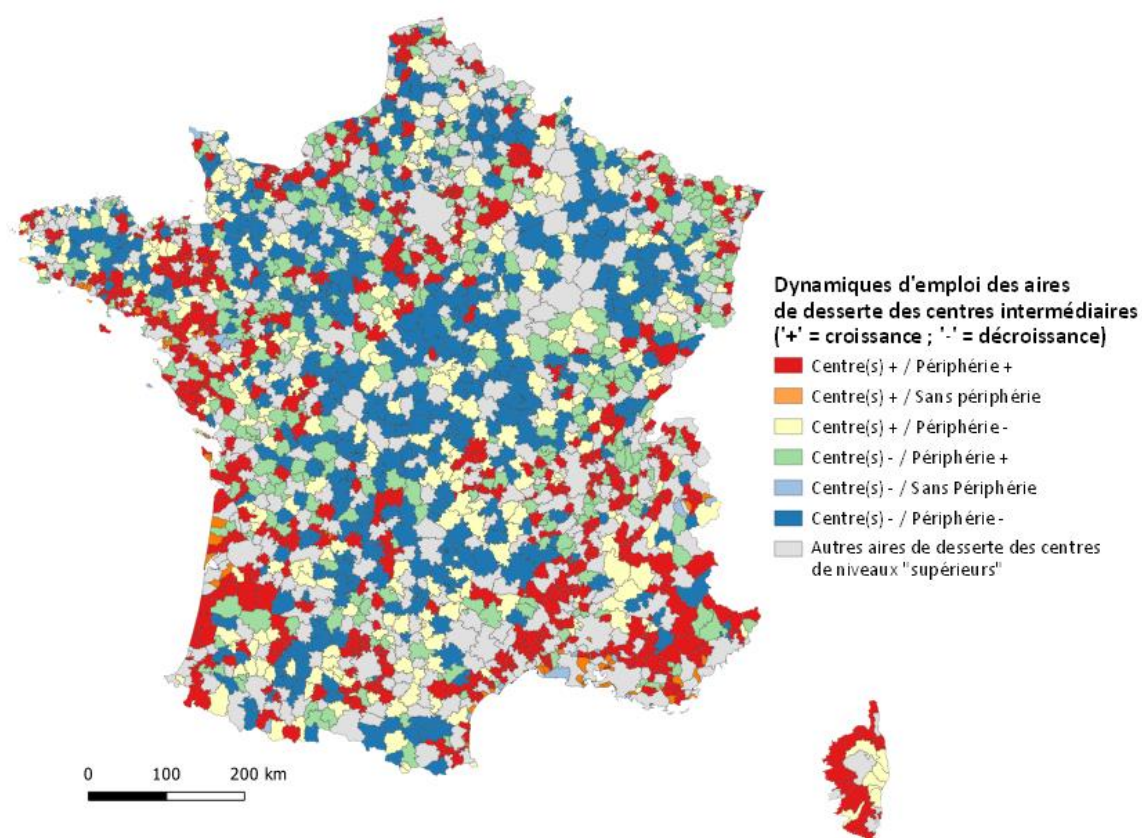 Dynamiques d'emploi des aires
de desserte des centres intermédiaires
('+' = croissance ; '-' = décroissance)
Centre(s) + / Périphérie +
Centre(s) + / Sans périphérie
Centre(s) + / Périphérie -
Centre(s) - / Périphérie +
Centre(s) - / Sans Périphérie
Centre(s) - / Périphérie -
Autres aires de desserte des centres
de niveaux "supérieurs"
0 100 200 km